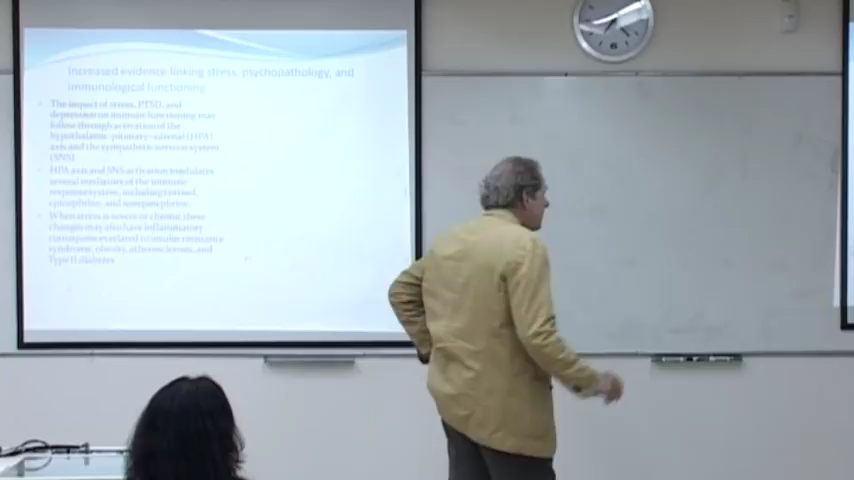 Increased evidence linking stress, psychopathology, and
immunological functioning
The impact of stress, PTSD, and
depression on immune functioning may
follow through activation of the
hypothalamic-pituitary-adrenal (HPA)
axis and the sympathetic nervous system
(SNS).
HPA axis and SNS activation modulates
several mediators of the immune
response system, including cortisol,
epinephrine, and norepinephrine.
When stress is severe or chronic these
changes may also have inflammatory
consequences related to insulin resistance
syndrome, obesity, atherosclerosis, and
Type II diabetes